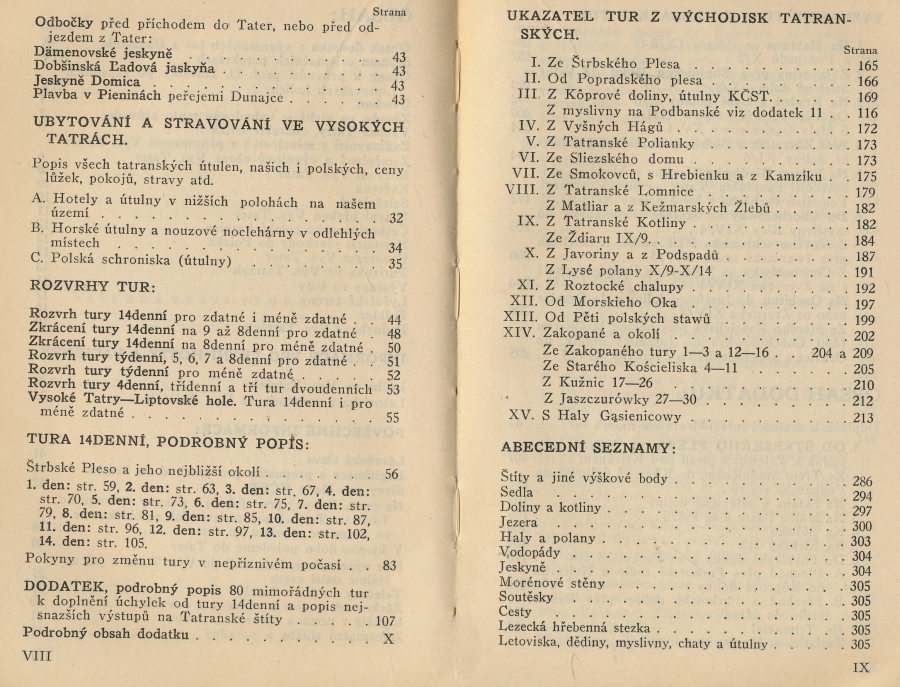 Strana
Odbočky před příchodem do Tater, nebo před od-
jezdem z Tater:
Dämenovské jeskyně . . . . . . . . . . 43
Dobšinská Ľadová jaskyňa . . . . . . . . 43
Jeskyně Domica . . . . . . . . . . . . 43
Plavba v Pieninách peřejemi Dunajce . . . . . 43
UBYTOVÁNÍ A STRAVOVÁNÍ VE VYSOKÝCH
TATRÁCH.
Popis všech tatranských útulen, našich i polských, ceny
lůžek, pokojů, stravy atd.
A. Hotely a útulny v nižších polohách na našem
území . . . . . . . . . . . . . . 32
B. Horské útulny a nouzové noclehárny v odlehlých
místech . . . . . . . . . . . . . 34
C. Polská schroniska (útulny) . . . . . . . 35
ROZVRHY TUR:
Rozvrh tury 14denní pro zdatné i méně zdatné . 44
Zkrácení tury 14denní na 9 až 8denní pro zdatné . 48
Zkrácení tury 14denní na 8denní pro méně zdatné . 50
Rozvrh tury týdenní, 5, 6, 7 a 8denní pro zdatné . . 51
Rozvrh tury týdenní pro méně zdatné . . . . . 52
Rozvrh tury 4denní, třídenní a tří tur dvoudenních 53
Vysoké Tatry—Liptovské hole. Tura 14denní i pro
méně zdatné . . . . . . . . . . . . 55
TURA 14DENNÍ, PODROBNÝ POPIS:
Štrbské Pleso a jeho nejbližší okolí . . . . . . 56
1. den: str. 59, 2. den: str. 63, 3. den: str. 67, 4. den:
str. 70, 5. den: str. 73, 6. den: str. 75, 7. den: str.
79, 8. den: str. 81, 9. den: str. 85, 10. den: str. 87,
11. den: str. 96, 12. den: str. 97, 13. den: str. 102,
14. den: str. 105.
Pokyny pro změnu tury v nepříznivém počasí . . 83
DODATEK, podrobný popis 80 mimořádných tur
k doplnění úchylek od tury 14denní a popis nej-
snazších výstupů na Tatranské štíty . . . . . 107
Podrobný obsah dodatku . . . . . . . . . X
VIII
UKAZATEL TUR Z VÝCHODISK TATRAN-
SKÝCH.
Strana
I. Ze Štrbského Plesa . . . . . . . . . 165
II. Od Popradského plesa . . . . . . . . 166
III. Z Kôprové doliny, útulny KČST. . . . . 169
Z myslivny na Podbanské viz dodatek 11 . . 116
IV. Z Vyšných Hágů . . . . . . . . . . 172
V. Z Tatranské Polianky . . . . . . . . 173
VI. Ze Sliezského domu . . . . . . . . . 173
VII. Ze Smokovců, s Hrebienku a z Kamzíku . . 175
VIII. Z Tatranské Lomnice . . . . . . . . 179
Z Matliar a z Kežmarských Žlebů . . . . . 182
IX. Z Tatranské Kotliny . . . . . . . . . 182
Ze Ždiaru IX/9. . . . . . . . . . . 184
X. Z Javoriny a z Podspadů . . . . . . . 187
Z Lysé polany X/9-X/14 . . . . . . . 191
XI. Z Roztocké chalupy . . . . . . . . . 192
XII. Od Morskieho Oka . . . . . . . . . 197
XIII. Od Pěti polských stawů . . . . . . . 199
XIV. Zakopané a okolí . . . . . . . . . . 202
Ze Zakopaného tury 1—3 a 12—16 . . 204 a 209
Ze Starého Kościeliska 4—11 . . . . . . 205
Z Kužnic 17—26 . . . . . . . . . . 210
Z Jaszczurówky 27—30 . . . . . . . . 212
XV. S Haly Gąsienicowy . . . . . . . . . 213
ABECEDNÍ SEZNAMY:
Štíty a jiné výškové body . . . . . . . . . 286
Sedla . . . . . . . . . . . . . . . 294
Doliny a kotliny . . . . . . . . . . . . 297
Jezera . . . . . . . . . . . . . . . 300
Haly a polany . . . . . . . . . . . . . 303
Vodopády . . . . . . . . . . . . . . 304
Jeskyně . . . . . . . . . . . . . . . 304
Morénové stěny . . . . . . . . . . . . 305
Soutěsky . . . . . . . . . . . . . . 305
Cesty . . . . . . . . . . . . . . . 305
Lezecká hřebenná stezka . . . . . . . . . 305
Letoviska, dědiny, myslivny, chaty a útulny . . . 305
IX